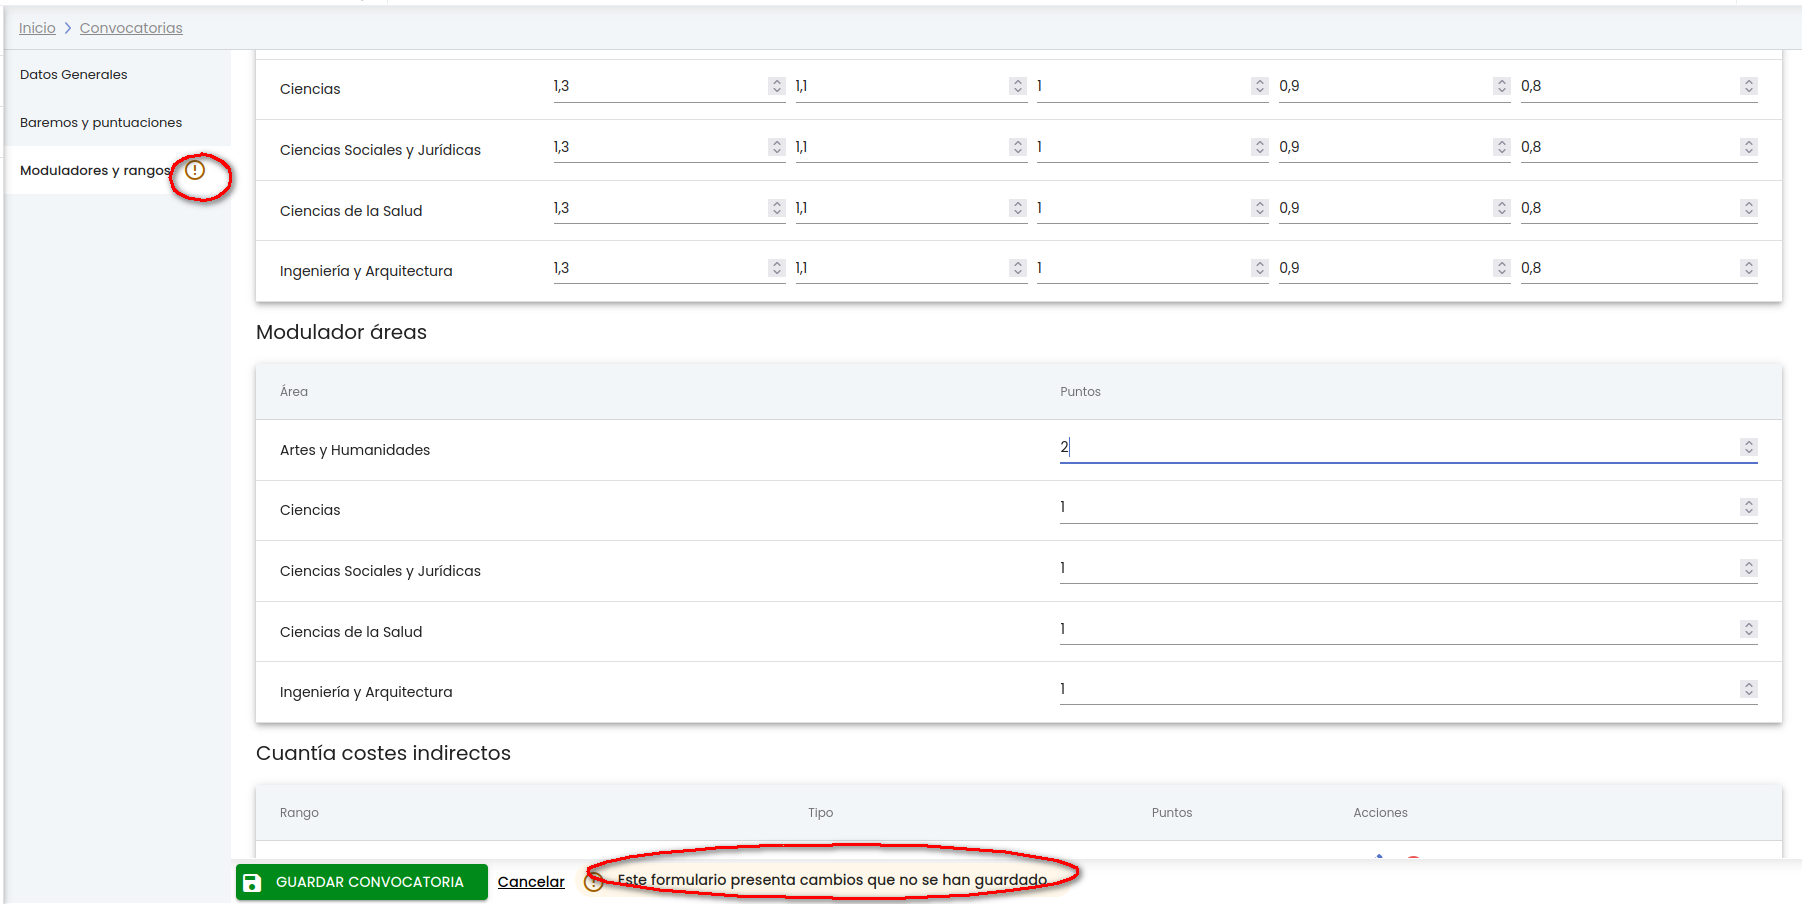 Inicio > Convocatorias
Datos Generales
Baremos y puntuaciones
Moduladores y rangos
Ciencias 1,3 1,1 1 0,9 0,8
Ciencias Sociales y Jurídicas 1,3 1,1 1 0,9 0,8
Ciencias de la Salud 1,3 1,1 1 0,9 0,8
Ingeniería y Arquitectura 1,3 1,1 1 0,9 0,8
Modulador áreas
Área Puntos
Artes y Humanidades 2
Ciencias 1
Ciencias Sociales y Jurídicas 1
Ciencias de la Salud 1
Ingeniería y Arquitectura 1
Cuantía costes indirectos
Rango Tipo Puntos Acciones
GUARDAR CONVOCATORIA Cancelar Este formulario presenta cambios que no se han guardado